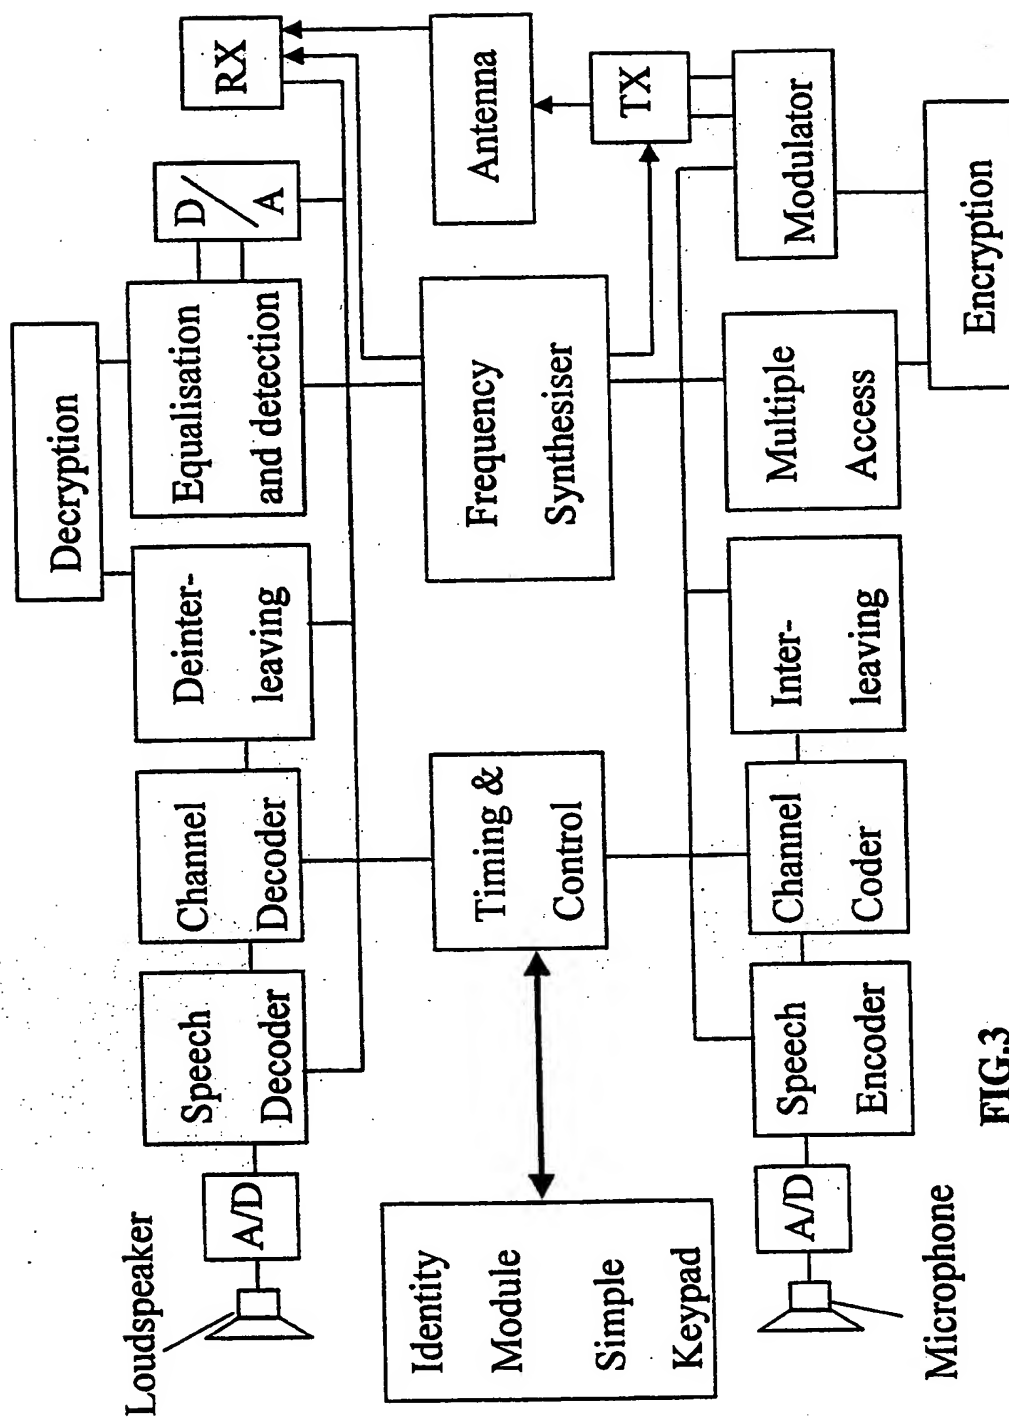 Loudspeaker
A/D
Speech
Decoder
Channel
Decoder
Deinter-
leaving
Decryption
Equalisation
and detection
D/
A
RX
Identity
Module
Simple
Keypad
Timing &
Control
Frequency
Synthesiser
Antenna
TX
Microphone
A/D
Speech
Encoder
Channel
Coder
Inter-
leaving
Multiple
Access
Modulator
Encryption
FIG.3